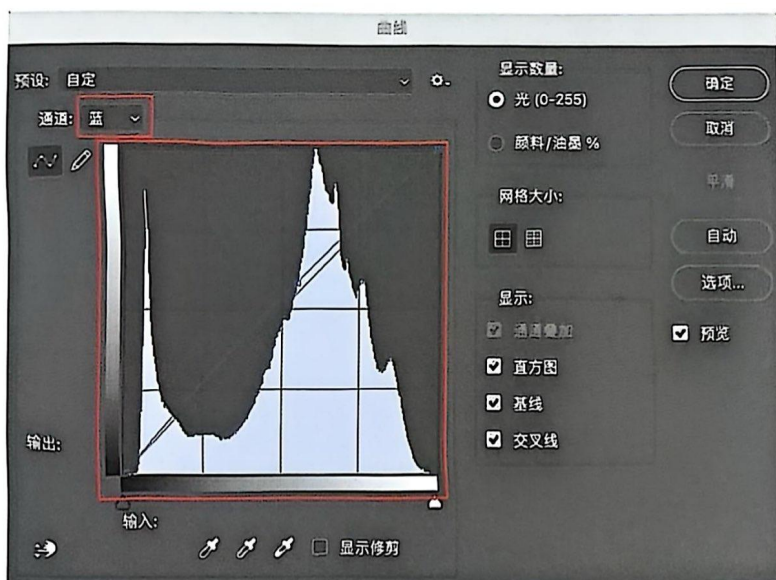 曲线
预设: 自定
通道: 蓝
输出:
输入:
显示修剪
显示数量:
光 (0-255)
颜料/油墨 %
网格大小:
显示:
通道叠加
直方图
基线
交叉线
确定
取消
平滑
自动
选项...
预览